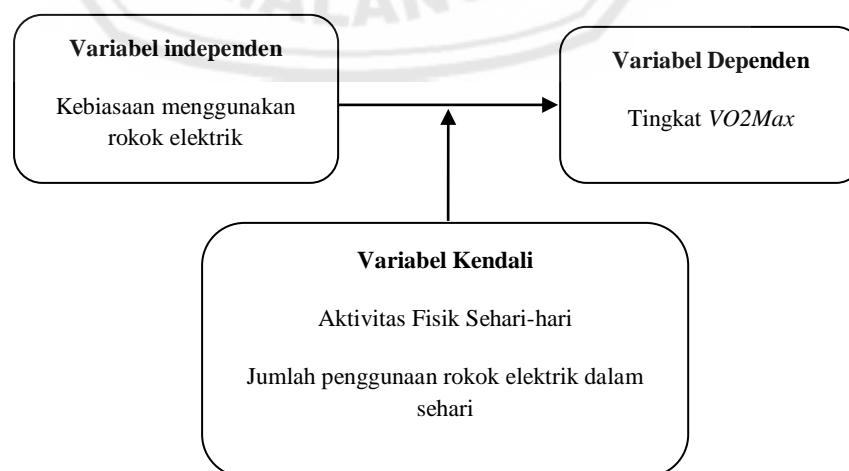 MALANG
Variabel independen
Kebiasaan menggunakan
rokok elektrik
Variabel Dependen
Tingkat VO2Max
Variabel Kendali
Aktivitas Fisik Sehari-hari
Jumlah penggunaan rokok elektrik dalam
sehari